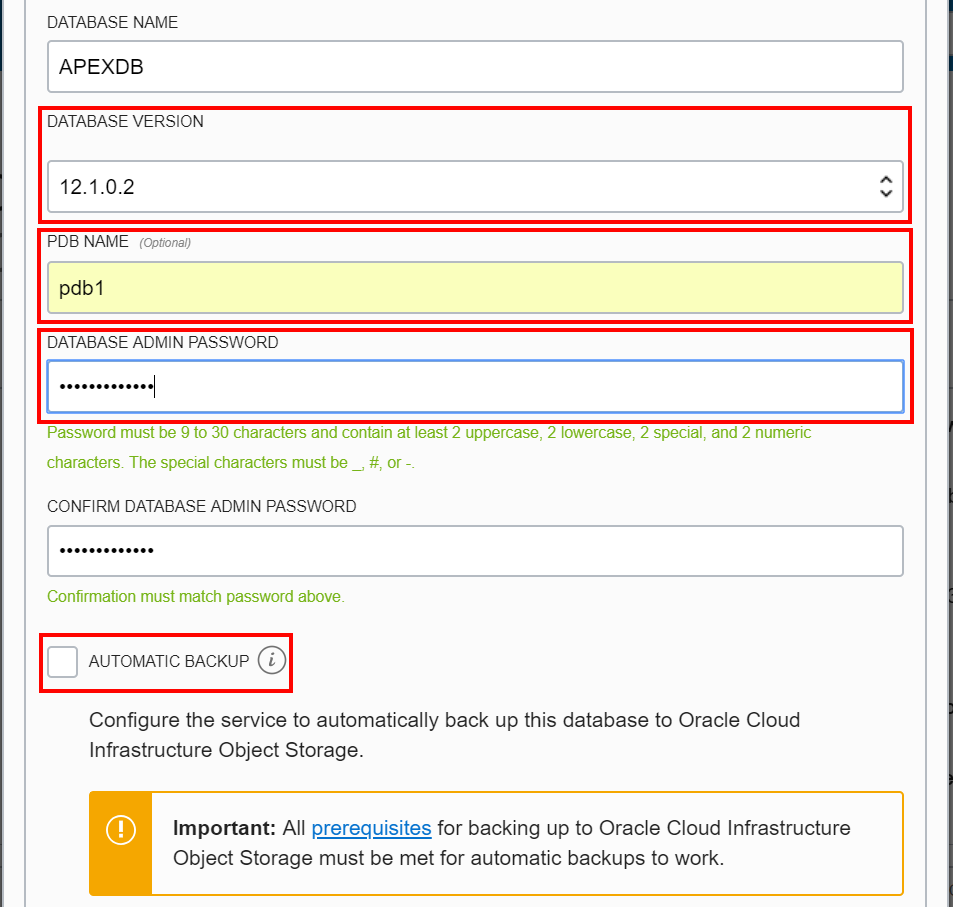 DATABASE NAME
APEXDB
DATABASE VERSION
12.1.0.2
PDB NAME (Optional)
pdb1
DATABASE ADMIN PASSWORD
•••••••••••••
Password must be 9 to 30 characters and contain at least 2 uppercase, 2 lowercase, 2 special, and 2 numeric
characters. The special characters must be _, #, or -.
CONFIRM DATABASE ADMIN PASSWORD
•••••••••••••
Confirmation must match password above.
AUTOMATIC BACKUP i
Configure the service to automatically back up this database to Oracle Cloud
Infrastructure Object Storage.
Important: All prerequisites for backing up to Oracle Cloud Infrastructure
Object Storage must be met for automatic backups to work.